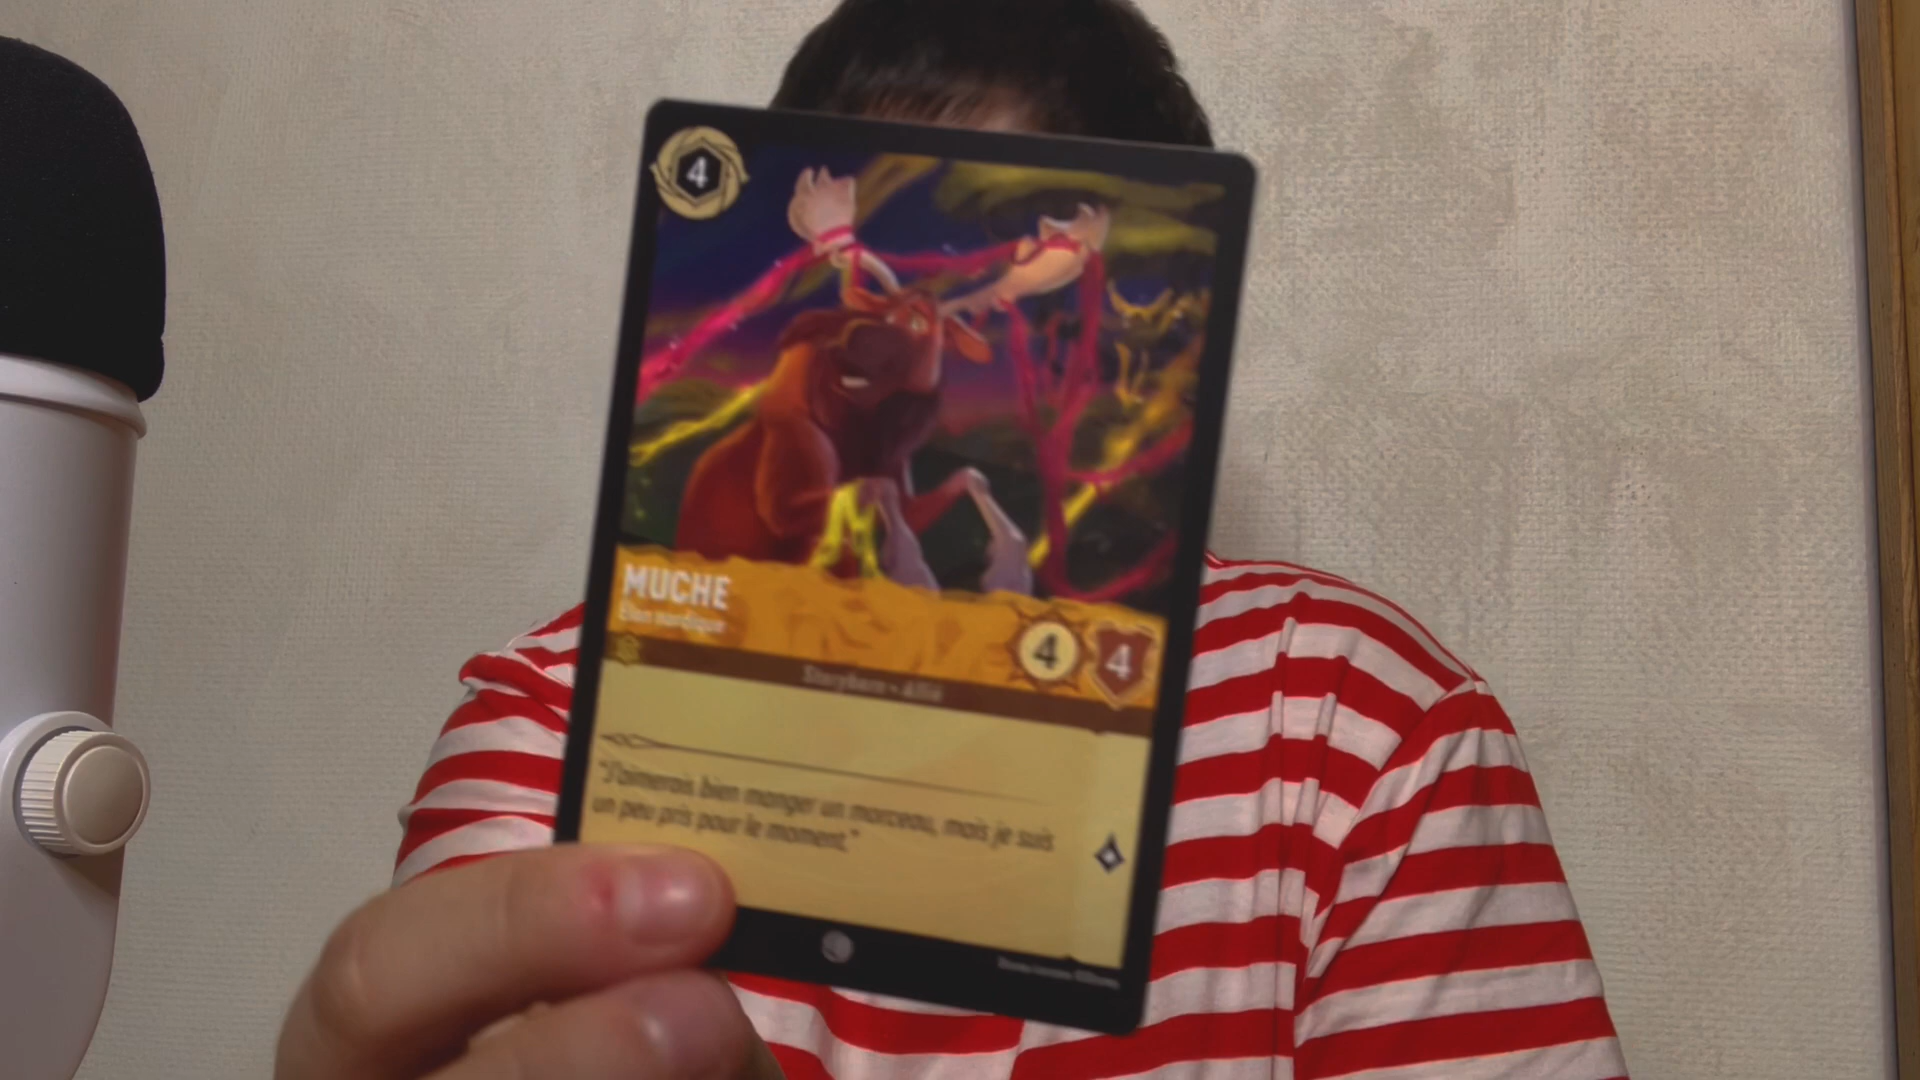 4
MUCHE
Élan nordique
4 4
Storyborn • Allié
"J'aimerais bien manger un morceau, mais je suis
un peu pris pour le moment."